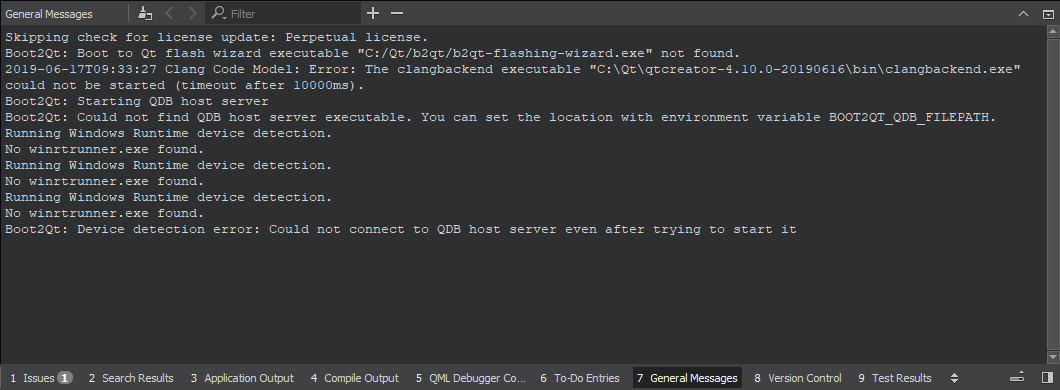 General Messages
Filter
Skipping check for license update: Perpetual license.
Boot2Qt: Boot to Qt flash wizard executable "C:/Qt/b2qt/b2qt-flashing-wizard.exe" not found.
2019-06-17T09:33:27 Clang Code Model: Error: The clangbackend executable "C:\Qt\qtcreator-4.10.0-20190616\bin\clangbackend.exe"
could not be started (timeout after 10000ms).
Boot2Qt: Starting QDB host server
Boot2Qt: Could not find QDB host server executable. You can set the location with environment variable BOOT2QT_QDB_FILEPATH.
Running Windows Runtime device detection.
No winrtrunner.exe found.
Running Windows Runtime device detection.
No winrtrunner.exe found.
Running Windows Runtime device detection.
No winrtrunner.exe found.
Boot2Qt: Device detection error: Could not connect to QDB host server even after trying to start it
1 Issues 1 2 Search Results 3 Application Output 4 Compile Output 5 QML Debugger Co... 6 To-Do Entries 7 General Messages 8 Version Control 9 Test Results